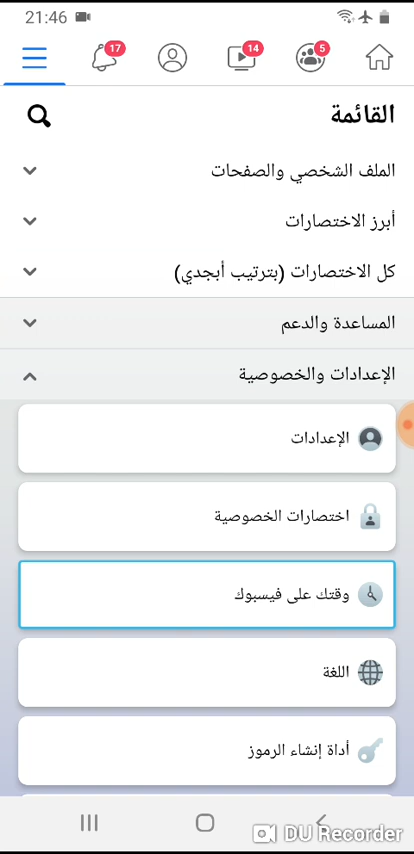 21:46
17
14
5
القائمة
الملف الشخصي والصفحات
أبرز الاختصارات
كل الاختصارات (بترتيب أبجدي)
المساعدة والدعم
الإعدادات والخصوصية
الإعدادات
اختصارات الخصوصية
وقتك على فيسبوك
اللغة
أداة إنشاء الرموز
DU Recorder